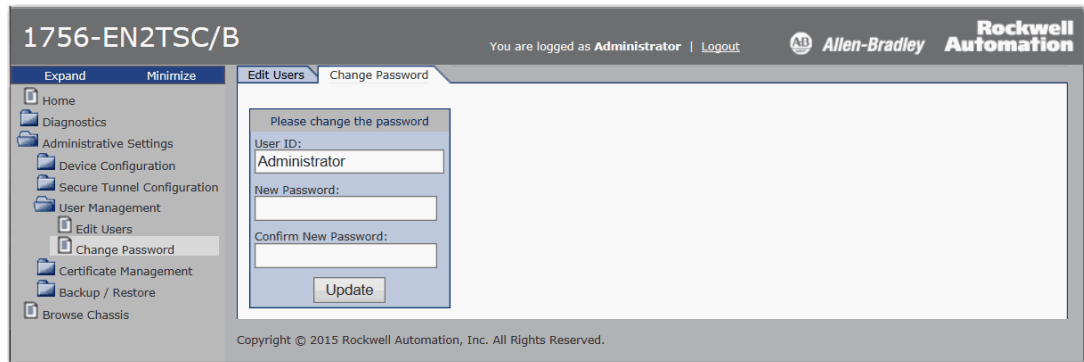 1756-EN2TSC/B
You are logged as Administrator | Logout
AB Allen-Bradley
Rockwell
Automation
Expand Minimize
Home
Diagnostics
Administrative Settings
Device Configuration
Secure Tunnel Configuration
User Management
Edit Users
Change Password
Certificate Management
Backup / Restore
Browse Chassis
Edit Users Change Password
Please change the password
User ID:
Administrator
New Password:
Confirm New Password:
Update
Copyright © 2015 Rockwell Automation, Inc. All Rights Reserved.